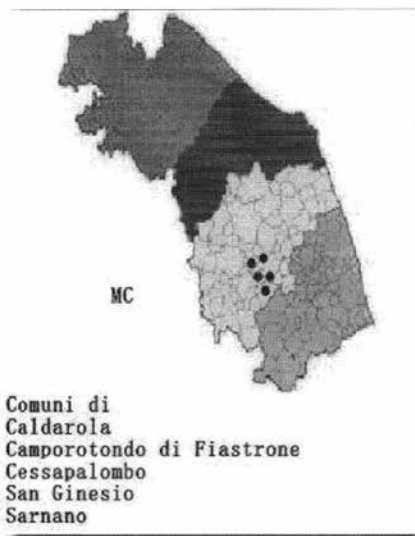 MC
Comuni di
Caldarola
Camporotondo di Fiastrone
Cessapalombo
San Ginesio
Sarnano